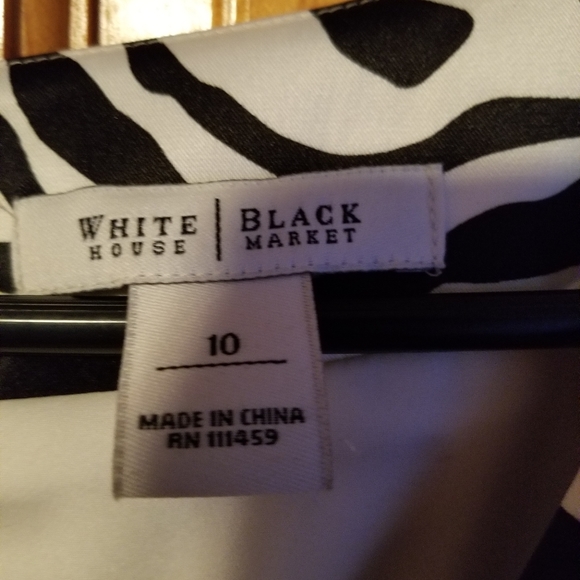 WHITE HOUSE | BLACK MARKET
10
MADE IN CHINA
RN 111459